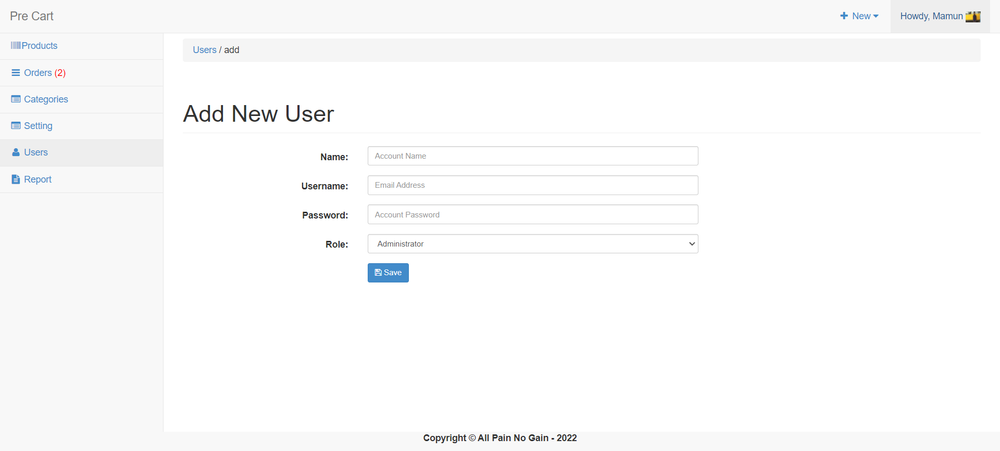 Pre Cart
New
Howdy, Mamun
Products
Orders (2)
Categories
Setting
Users
Report
Users / add
Add New User
Name:
Account Name
Username:
Email Address
Password:
Account Password
Role:
Administrator
Save
Copyright © All Pain No Gain - 2022